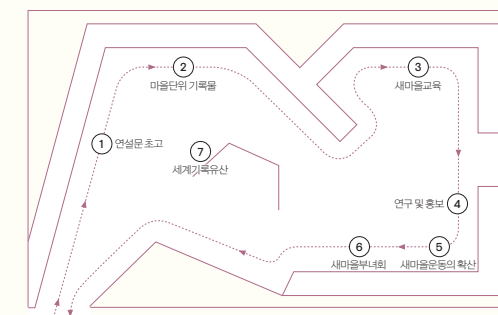 ① 연설문 초고
② 마을단위 기록물
③ 새마을교육
④ 연구 및 홍보
⑤ 새마을운동의 확산
⑥ 새마을부녀회
⑦ 세계기록유산